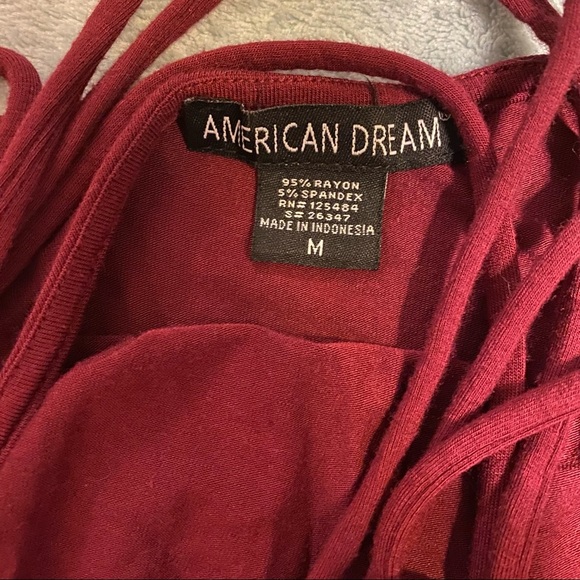 AMERICAN DREAM®
95% RAYON
5% SPANDEX
RN# 125484
S# 26347
MADE IN INDONESIA
M